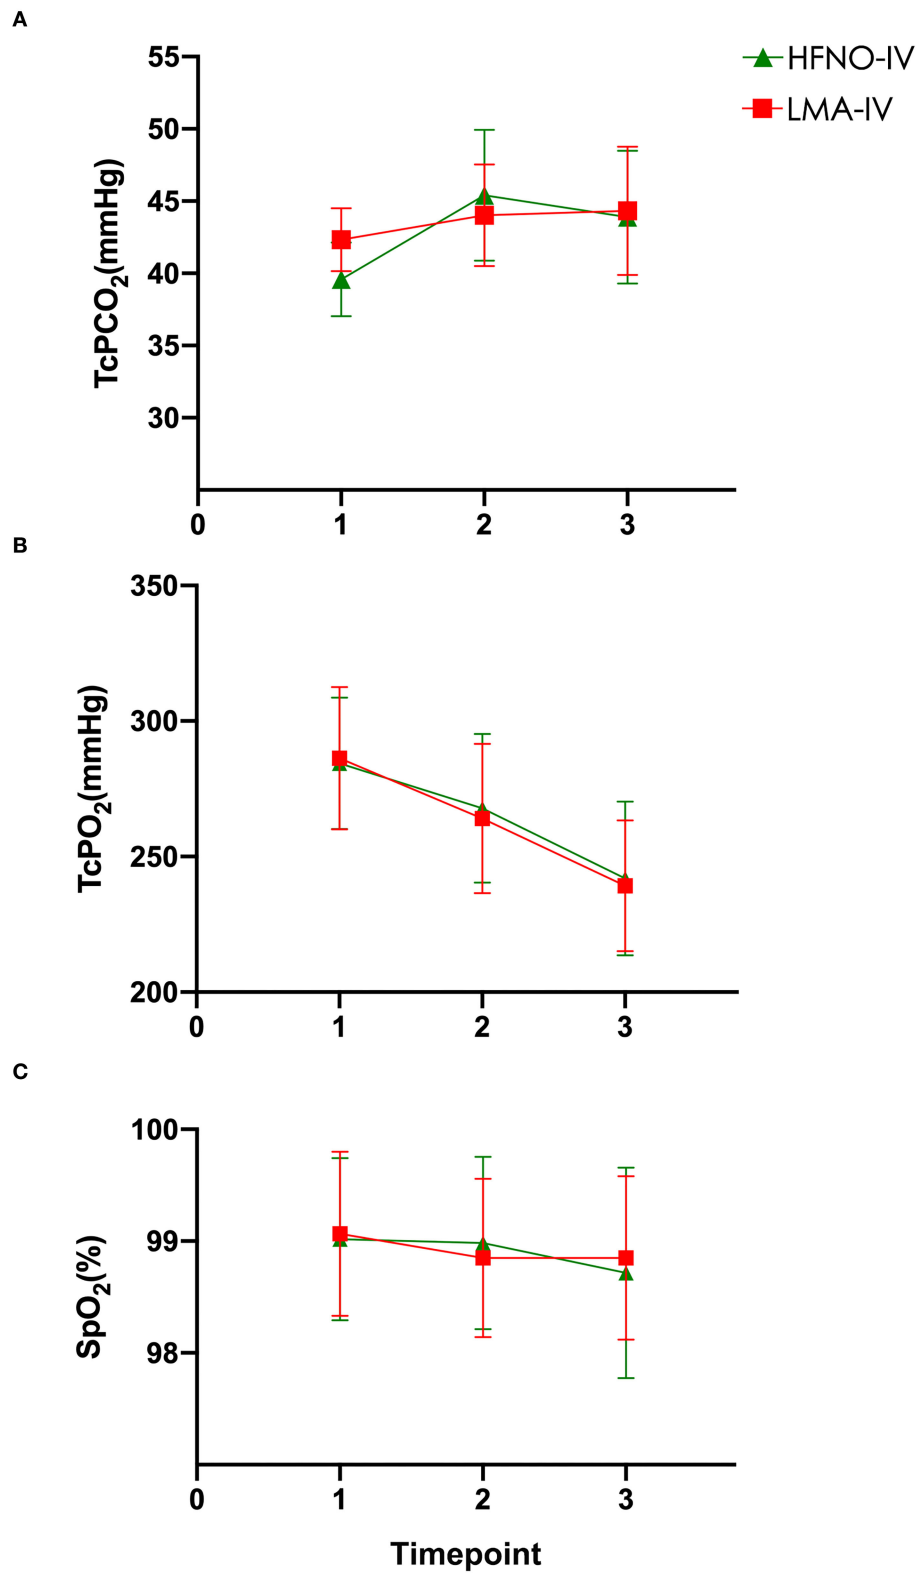 A
HFNO-IV
LMA-IV
TcPCO2(mmHg)
55
50
45
40
35
30
0 1 2 3
B
TcPO2(mmHg)
350
300
250
200
0 1 2 3
C
SpO2(%)
100
99
98
0 1 2 3
Timepoint